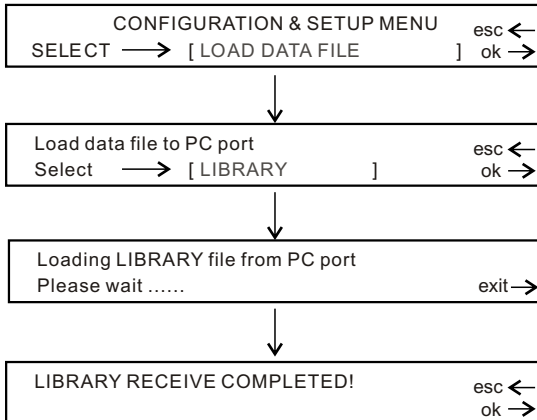 CONFIGURATION & SETUP MENU esc
SELECT [ LOAD DATA FILE ] ok
Load data file to PC port esc
Select [ LIBRARY ] ok
Loading LIBRARY file from PC port
Please wait ...... exit
LIBRARY RECEIVE COMPLETED! esc
ok